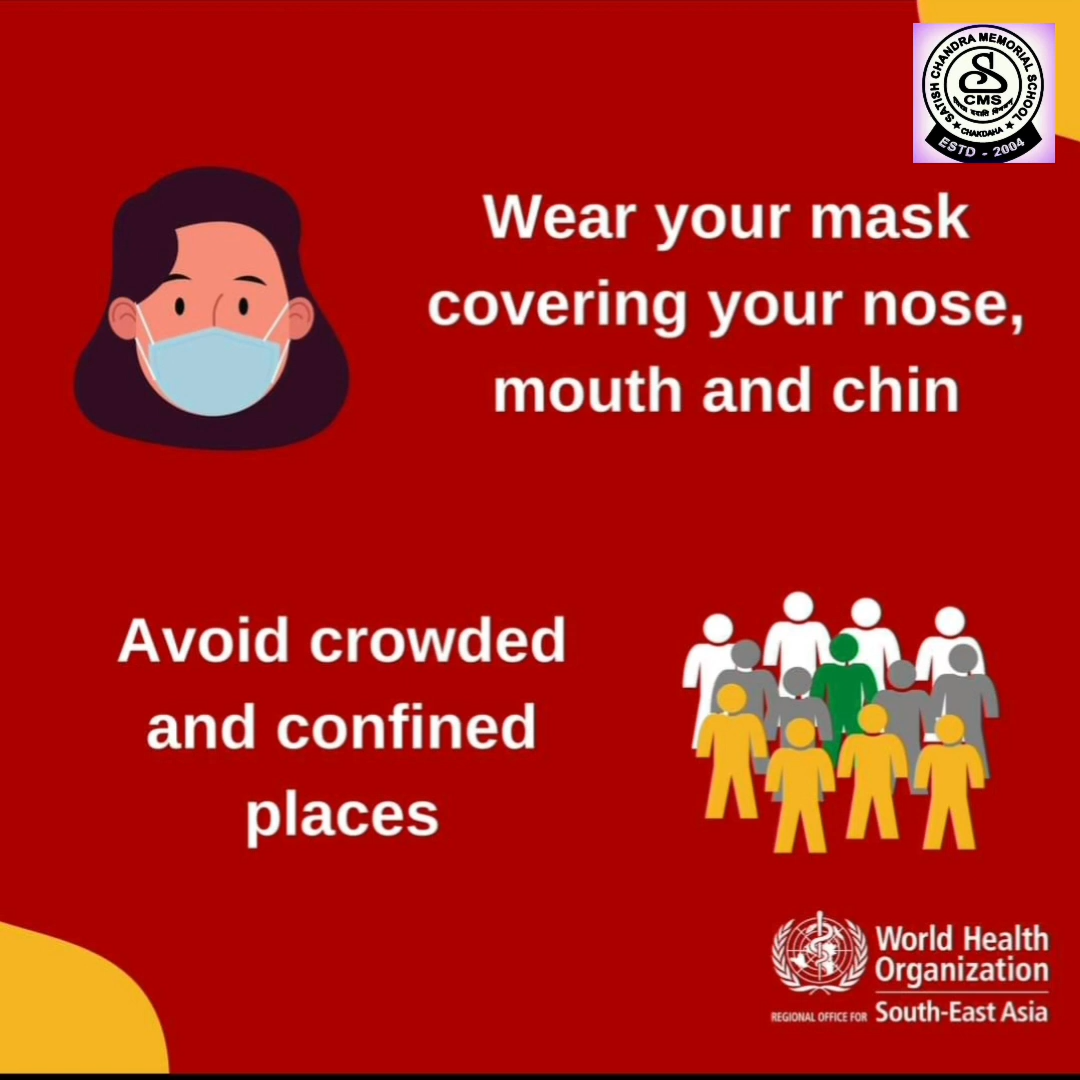 SATISH CHANDRA MEMORIAL SCHOOL
S
CMS
★ CHAKDAHA ★
ESTD - 2004
Wear your mask
covering your nose,
mouth and chin
Avoid crowded
and confined
places
World Health
Organization
REGIONAL OFFICE FOR South-East Asia